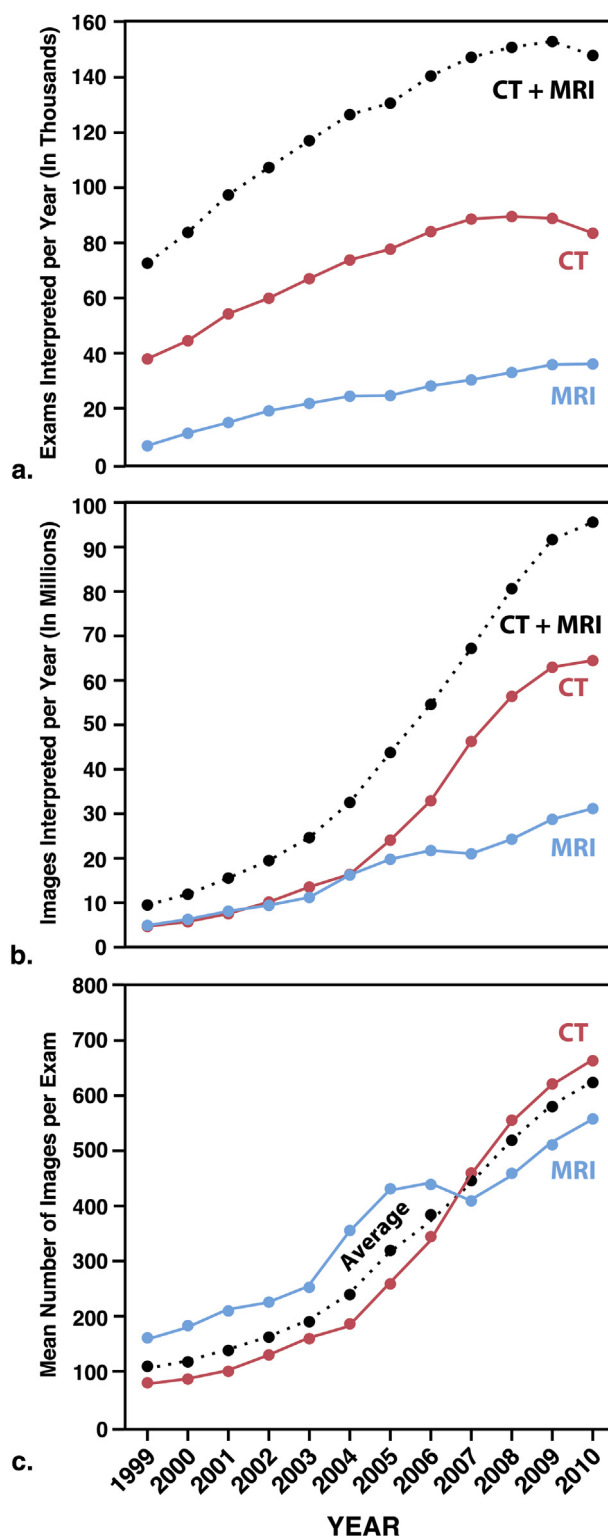 Exams Interpreted per Year (In Thousands)
160
140
120
100
80
60
40
20
0
CT + MRI
CT
MRI
a.
Images Interpreted per Year (In Millions)
100
90
80
70
60
50
40
30
20
10
0
CT + MRI
CT
MRI
b.
Mean Number of Images per Exam
800
700
600
500
400
300
200
100
0
CT
Average
MRI
c.
1999 2000 2001 2002 2003 2004 2005 2006 2007 2008 2009 2010
YEAR